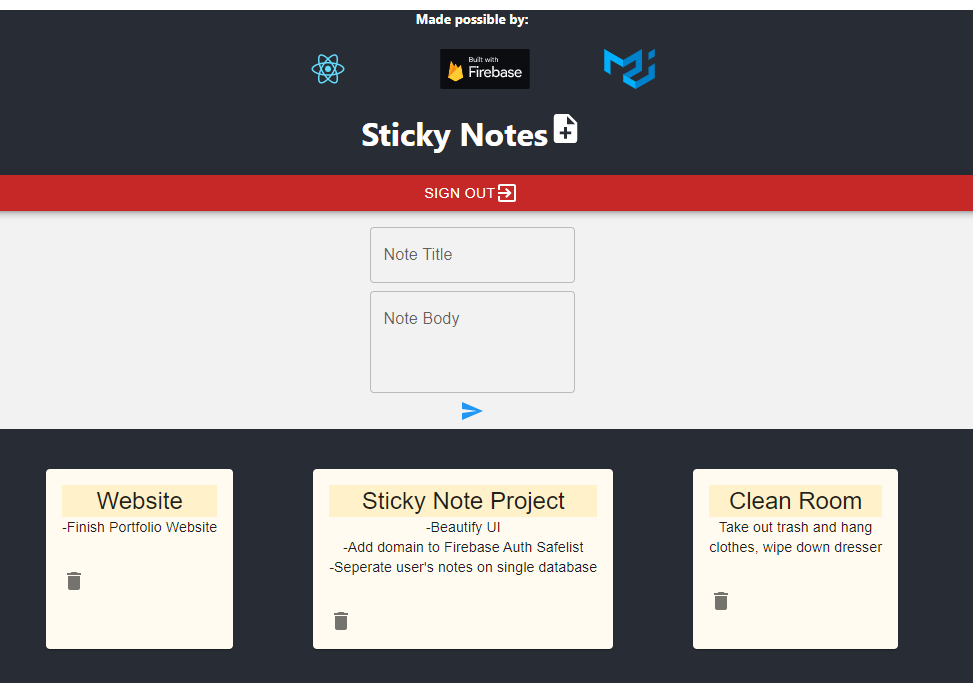 Made possible by:
Built with
Firebase
Sticky Notes
SIGN OUT
Note Title
Note Body
Website
-Finish Portfolio Website
Sticky Note Project
-Beautify UI
-Add domain to Firebase Auth Safelist
-Seperate user's notes on single database
Clean Room
Take out trash and hang
clothes, wipe down dresser